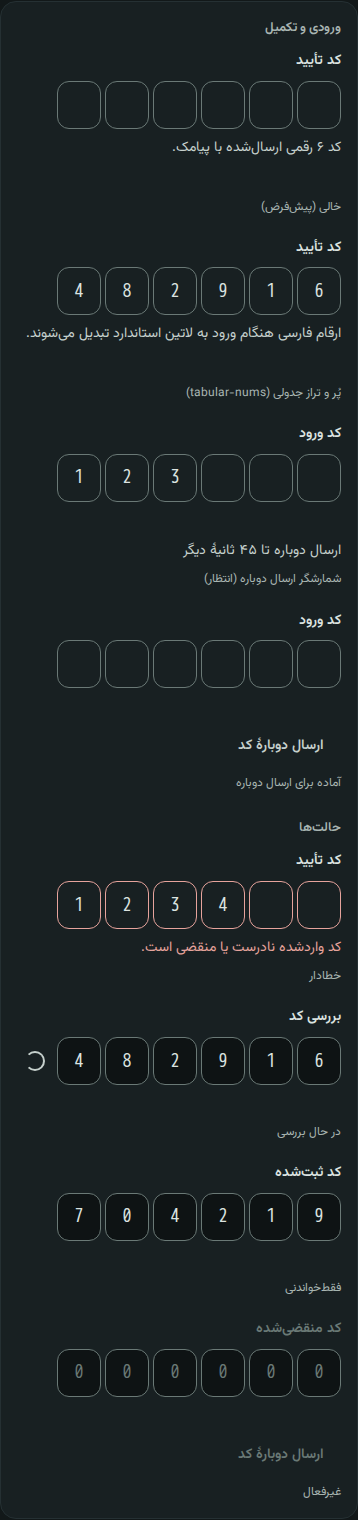 ورودی و تکمیل
کد تأیید
کد ۶ رقمی ارسال‌شده با پیامک.
خالی (پیش‌فرض)
کد تأیید
4 8 2 9 1 6
ارقام فارسی هنگام ورود به لاتین استاندارد تبدیل می‌شوند.
پُر و تراز جدولی (tabular-nums)
کد ورود
1 2 3
ارسال دوباره تا ۴۵ ثانیهٔ دیگر
شمارشگر ارسال دوباره (انتظار)
کد ورود
ارسال دوبارهٔ کد
آماده برای ارسال دوباره
حالت‌ها
کد تأیید
1 2 3 4
کد واردشده نادرست یا منقضی است.
خطادار
بررسی کد
4 8 2 9 1 6
در حال بررسی
کد ثبت‌شده
7 0 4 2 1 9
فقط‌خواندنی
کد منقضی‌شده
0 0 0 0 0 0
ارسال دوبارهٔ کد
غیرفعال